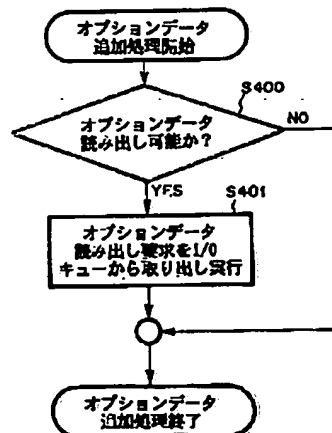 オプションデータ
追加処理開始
S400
オプションデータ
読み出し可能か?
NO
YES
S401
オプションデータ
読み出し要求をI/0
キューから取り出し実行
オプションデータ
追加処理終了